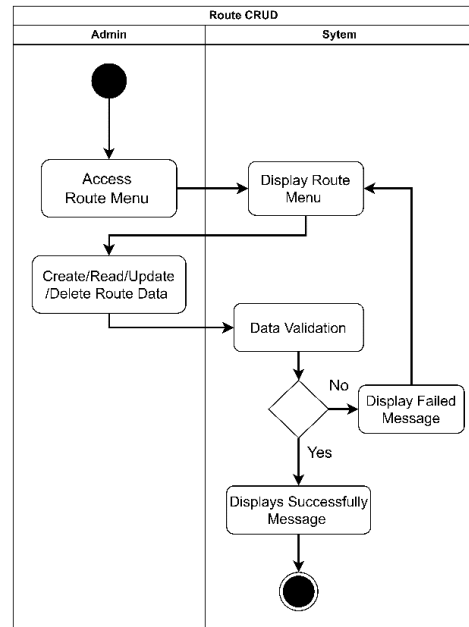 Route CRUD
Admin
Sytem
Access
Route Menu
Display Route
Menu
Create/Read/Update
/Delete Route Data
Data Validation
No
Display Failed
Message
Yes
Displays Successfully
Message